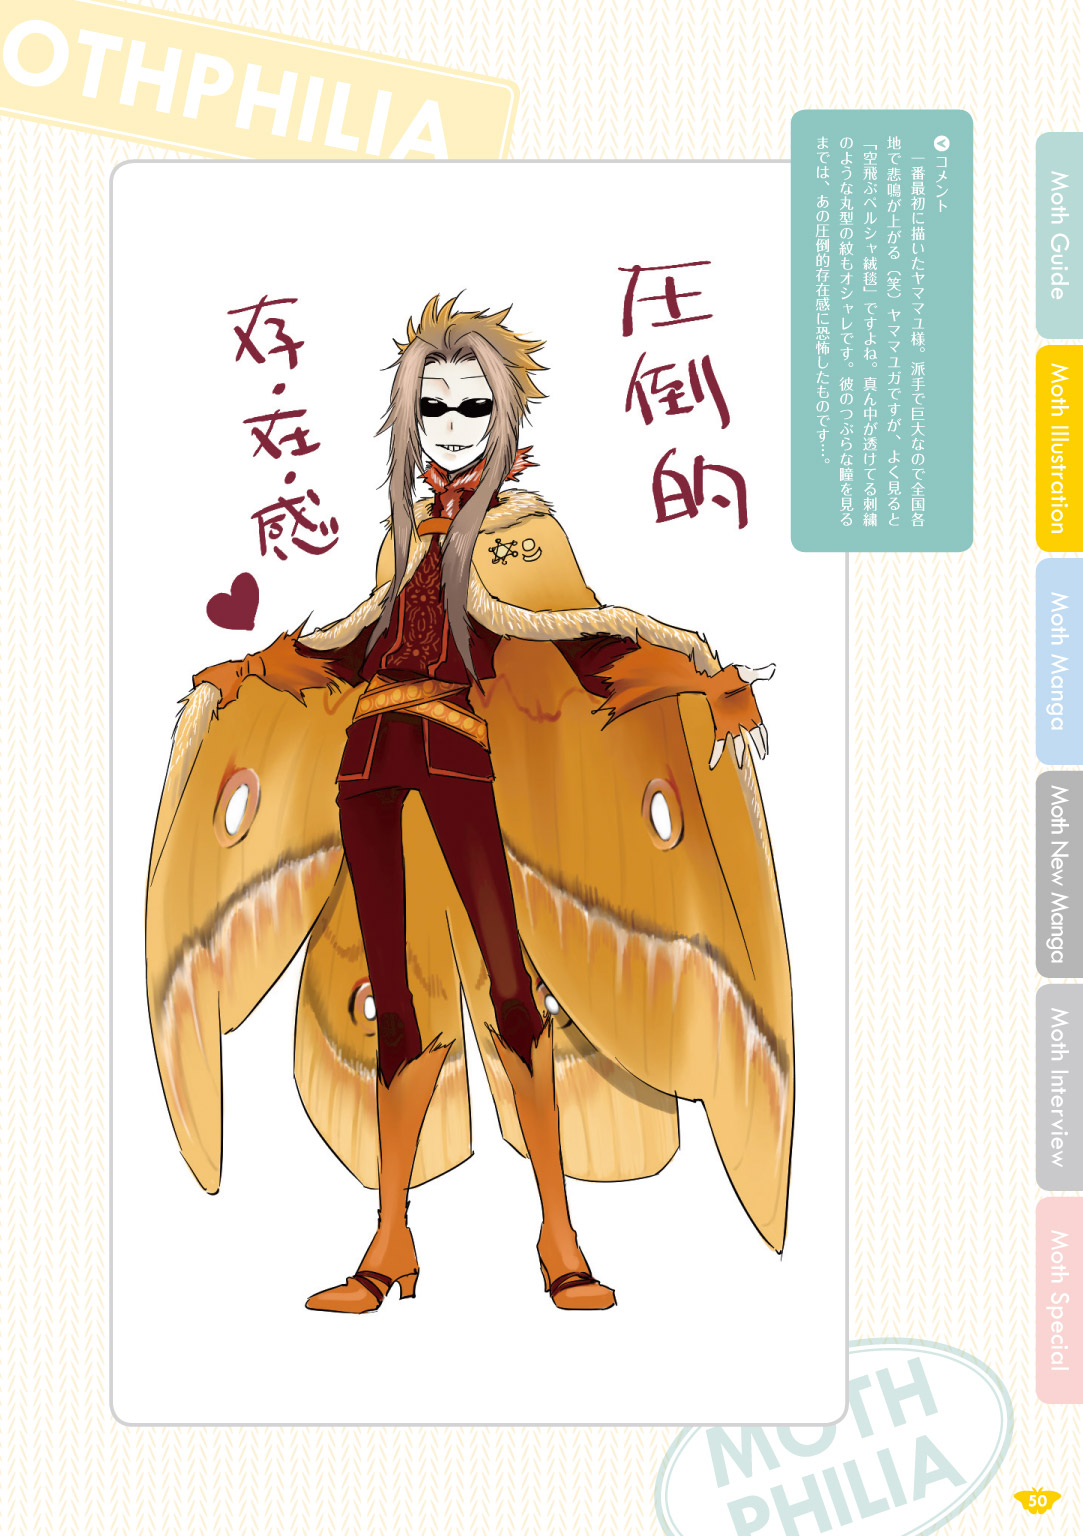 OTHPHILIA
コメント
一番最初に描いたヤママユ様。派手で巨大なので全国各
地で悲鳴が上がる（笑）ヤママユガですが、よく見ると
「空飛ぶペルシャ絨毯」ですよね。真ん中が透けてる刺繍
のような丸型の紋もオシャレです。彼のつぶらな瞳を見る
までは、あの圧倒的存在感に恐怖したものです…。
圧倒的
存・在・感
Moth Guide
Moth Illustration
Moth Manga
Moth New Manga
Moth Interview
Moth Special
MOTH
PHILIA
50